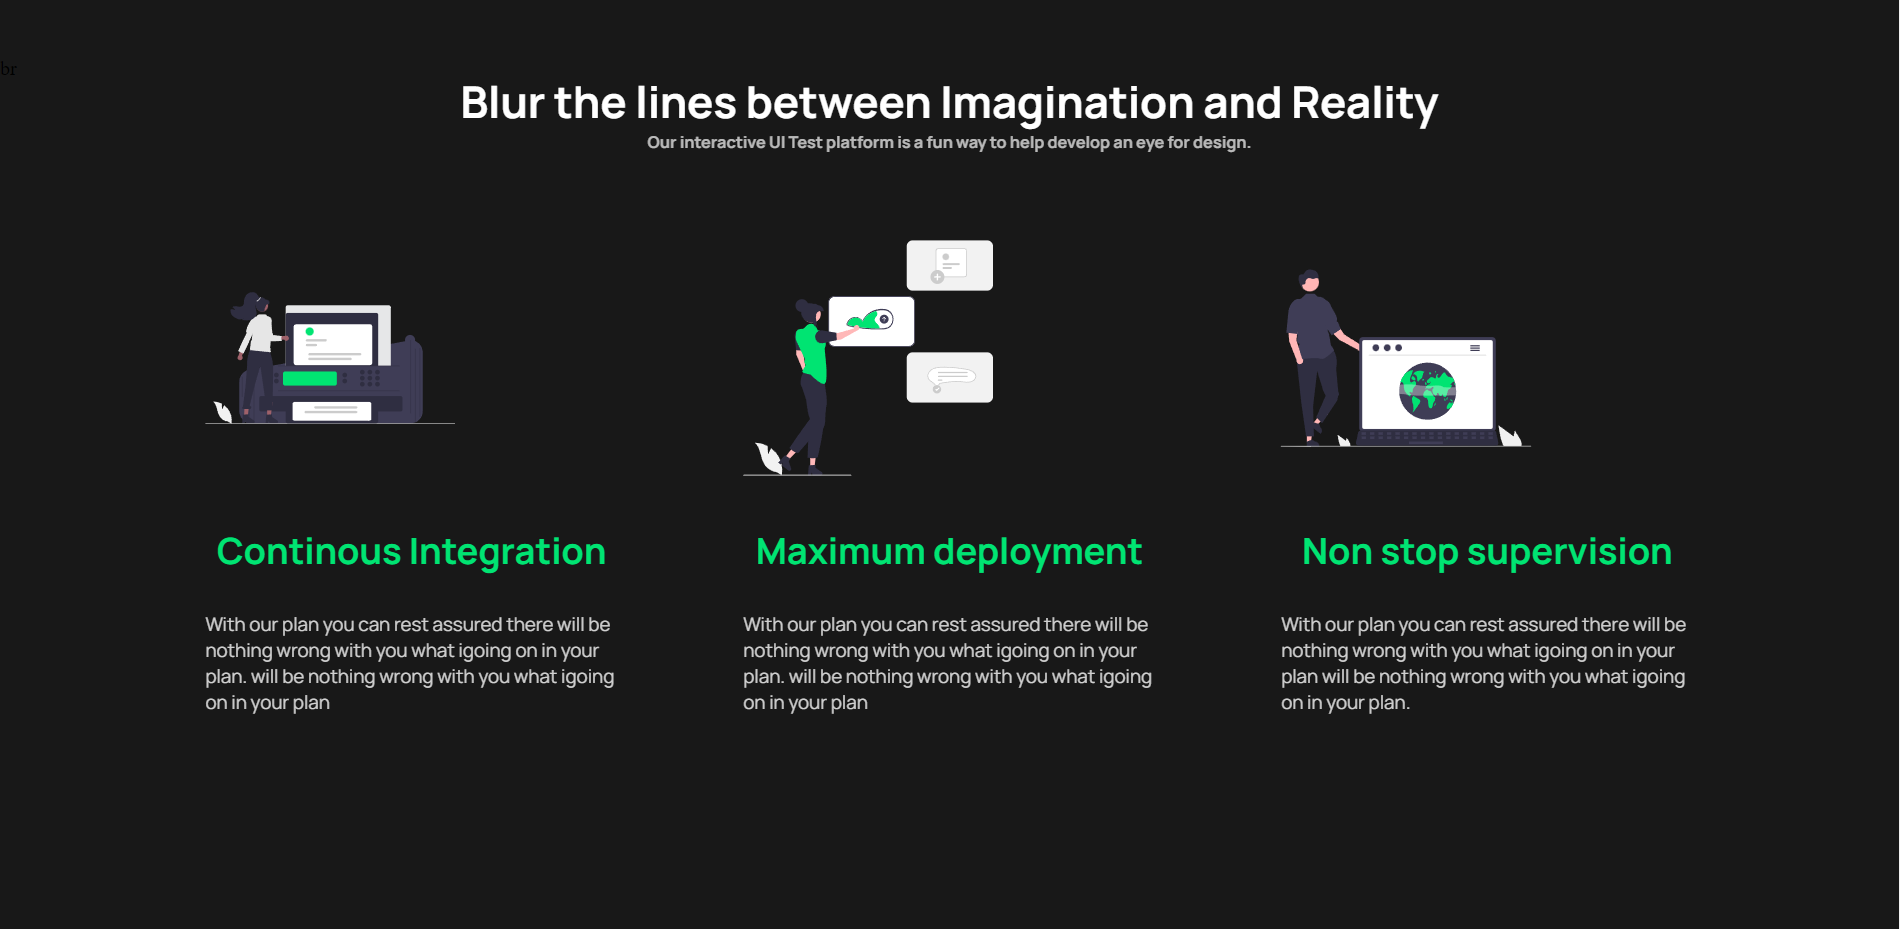 br
Blur the lines between Imagination and Reality
Our interactive UI Test platform is a fun way to help develop an eye for design.
Continous Integration
With our plan you can rest assured there will be
nothing wrong with you what igoing on in your
plan. will be nothing wrong with you what igoing
on in your plan
Maximum deployment
With our plan you can rest assured there will be
nothing wrong with you what igoing on in your
plan. will be nothing wrong with you what igoing
on in your plan
Non stop supervision
With our plan you can rest assured there will be
nothing wrong with you what igoing on in your
plan will be nothing wrong with you what igoing
on in your plan.